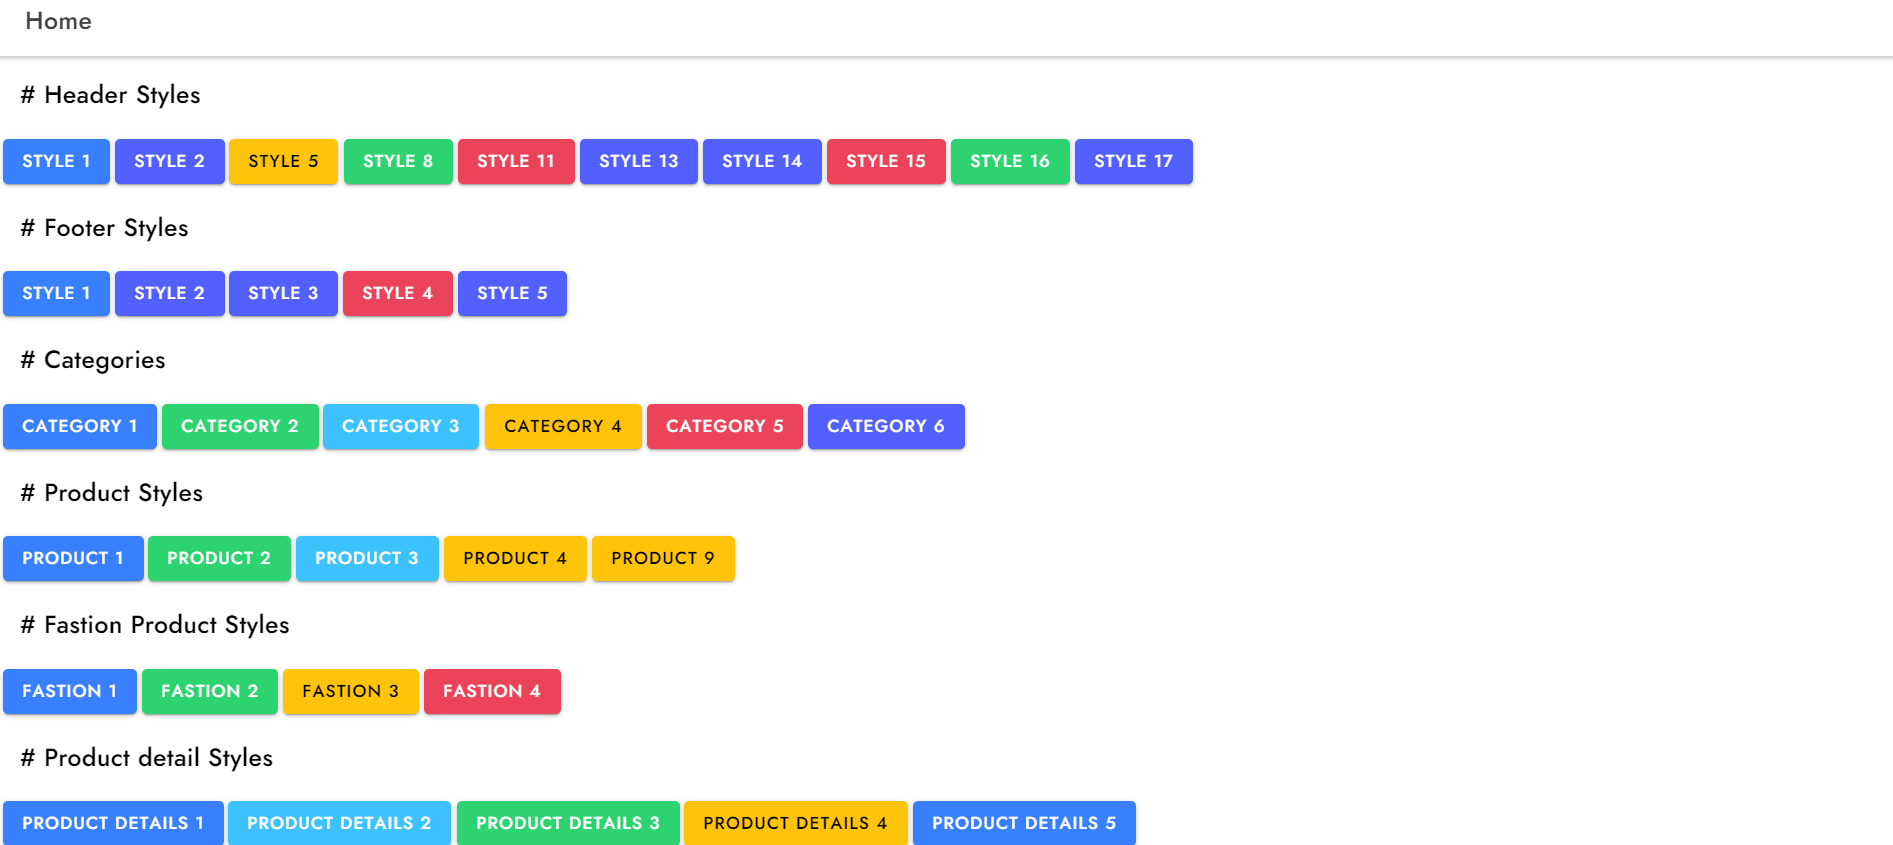 Home
# Header Styles
STYLE 1 STYLE 2 STYLE 5 STYLE 8 STYLE 11 STYLE 13 STYLE 14 STYLE 15 STYLE 16 STYLE 17
# Footer Styles
STYLE 1 STYLE 2 STYLE 3 STYLE 4 STYLE 5
# Categories
CATEGORY 1 CATEGORY 2 CATEGORY 3 CATEGORY 4 CATEGORY 5 CATEGORY 6
# Product Styles
PRODUCT 1 PRODUCT 2 PRODUCT 3 PRODUCT 4 PRODUCT 9
# Fastion Product Styles
FASTION 1 FASTION 2 FASTION 3 FASTION 4
# Product detail Styles
PRODUCT DETAILS 1 PRODUCT DETAILS 2 PRODUCT DETAILS 3 PRODUCT DETAILS 4 PRODUCT DETAILS 5